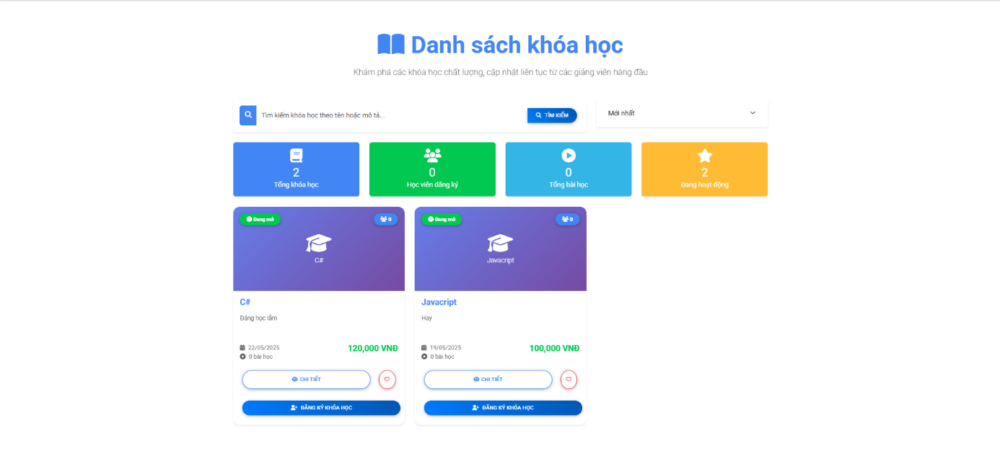 Danh sách khóa học
Khám phá các khóa học chất lượng, cập nhật liên tục từ các giảng viên hàng đầu
Tìm kiếm khóa học theo tên hoặc mô tả...
TÌM KIẾM
Mới nhất
2
Tổng khóa học
0
Học viên đăng ký
0
Tổng bài học
2
Đang hoạt động
Đang mở
0
C#
C#
Đáng học lắm
22/05/2025
0 bài học
120,000 VNĐ
CHI TIẾT
ĐĂNG KÝ KHÓA HỌC
Đang mở
0
Javacript
Javacript
Hay
19/05/2025
0 bài học
100,000 VNĐ
CHI TIẾT
ĐĂNG KÝ KHÓA HỌC